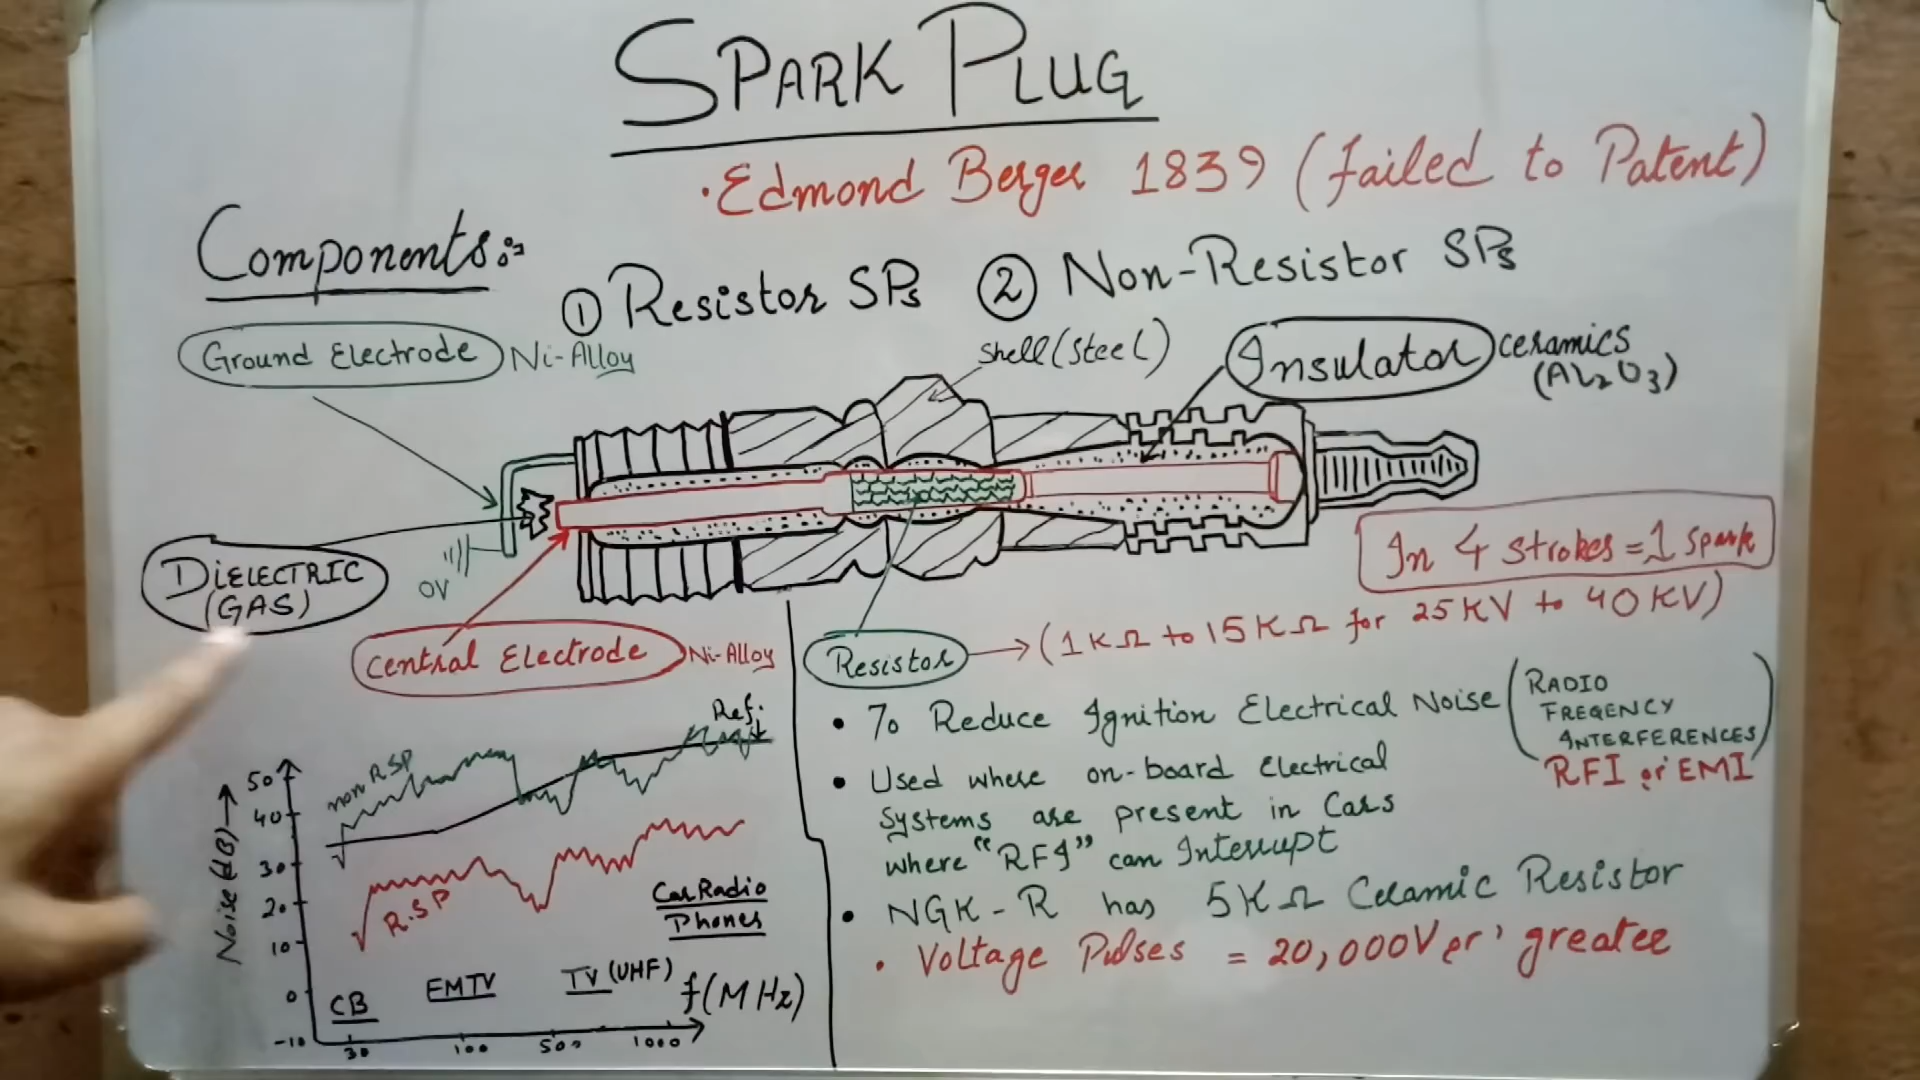 SPARK PLUG
• Edmond Berger 1839 (failed to Patent)
Components:-
① Resistor SPs ② Non-Resistor SPs
Ground Electrode Ni-Alloy
Shell (Steel)
Insulator ceramics
(Al2O3)
DIELECTRIC
(GAS)
0V
In 4 strokes = 1 spark
Central Electrode Ni-Alloy
Resistor → (1KΩ to 15KΩ for 25KV to 40KV)
• To Reduce Ignition Electrical Noise (RADIO
FREQENCY
INTERFERENCES)
RFI or EMI
• Used where on-board Electrical
Systems are present in Cars
where "RFI" can Interrupt
• NGK-R has 5KΩ Ceramic Resistor
• Voltage Pulses = 20,000V or greater
Ref.
non RSP
R.SP
Noise (dB) →
50
40
30
20
10
0
-10
Car Radio
Phones
CB
EMTV
TV (UHF)
f(MHz)
30 100 500 1000